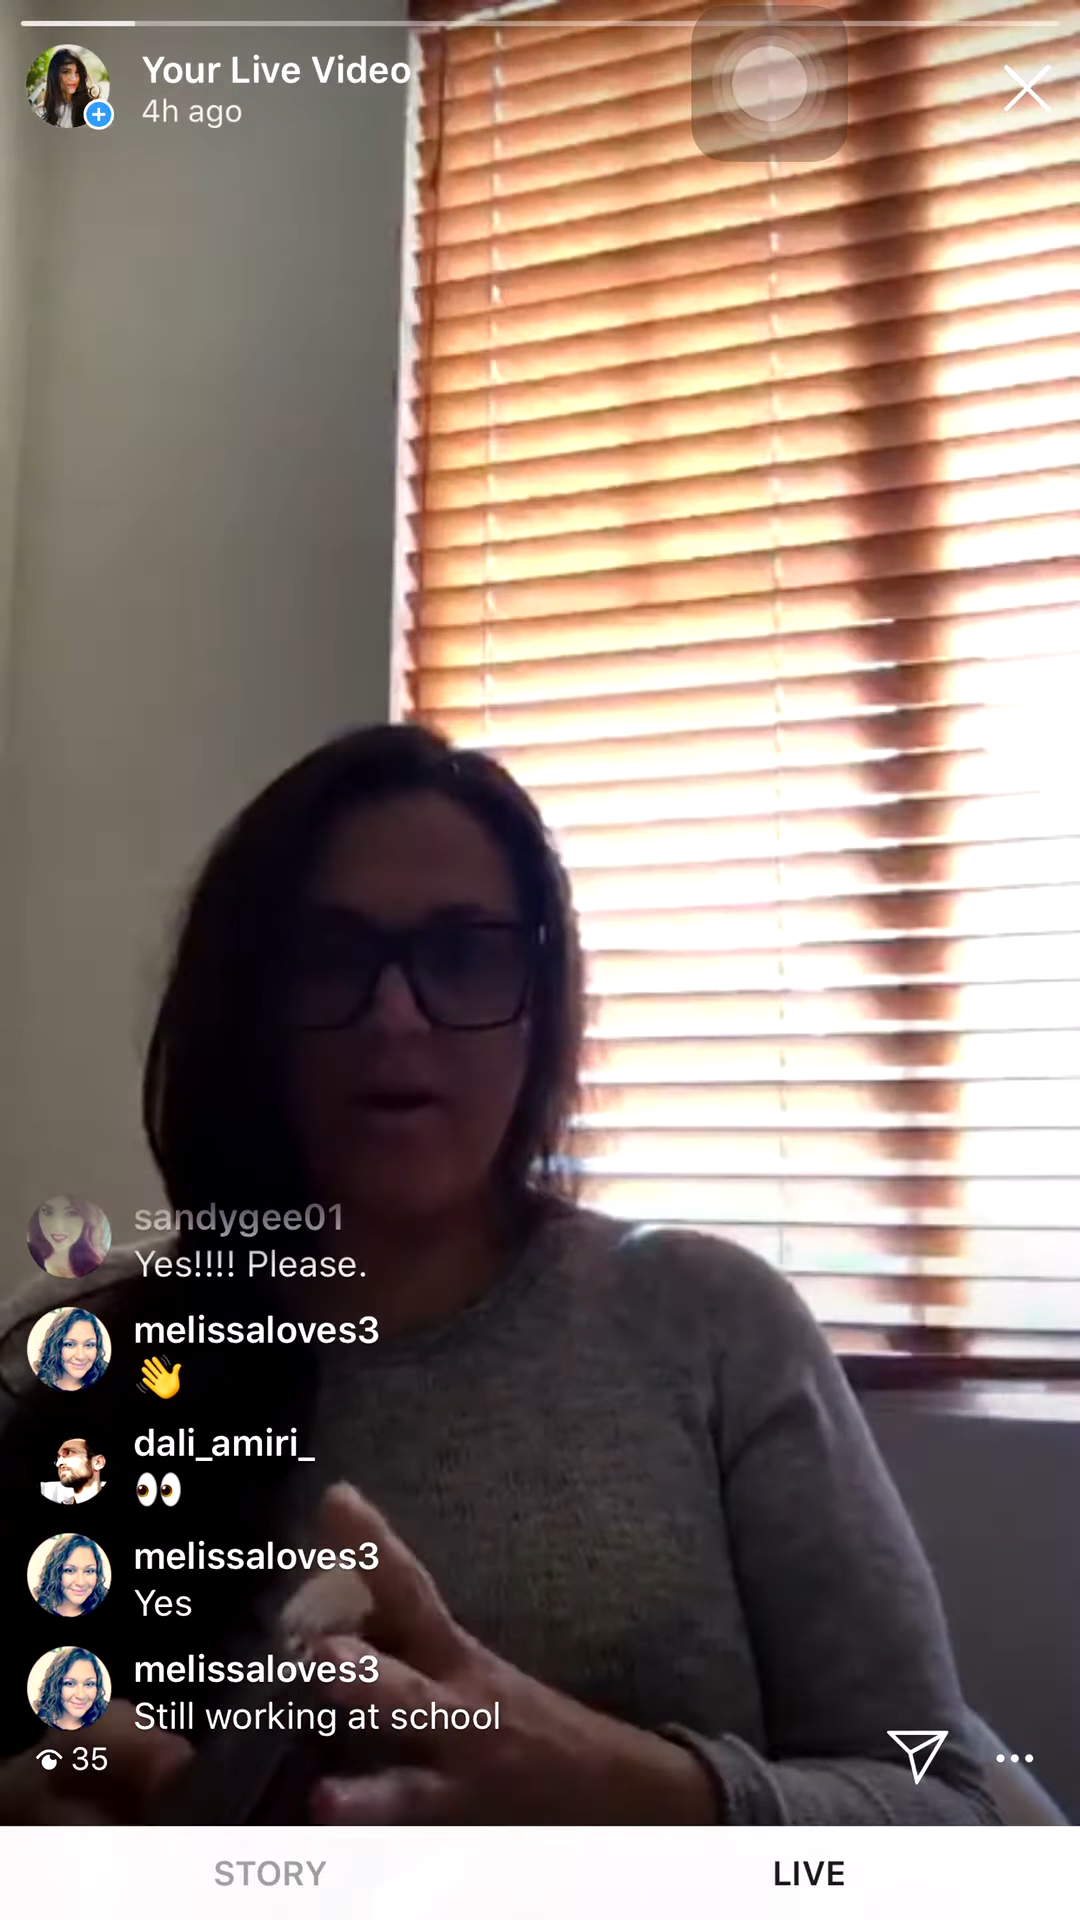 Your Live Video
4h ago
sandygee01
Yes!!!! Please.
melissaloves3
👋
dali_amiri_
👀
melissaloves3
Yes
melissaloves3
Still working at school
35
STORY
LIVE